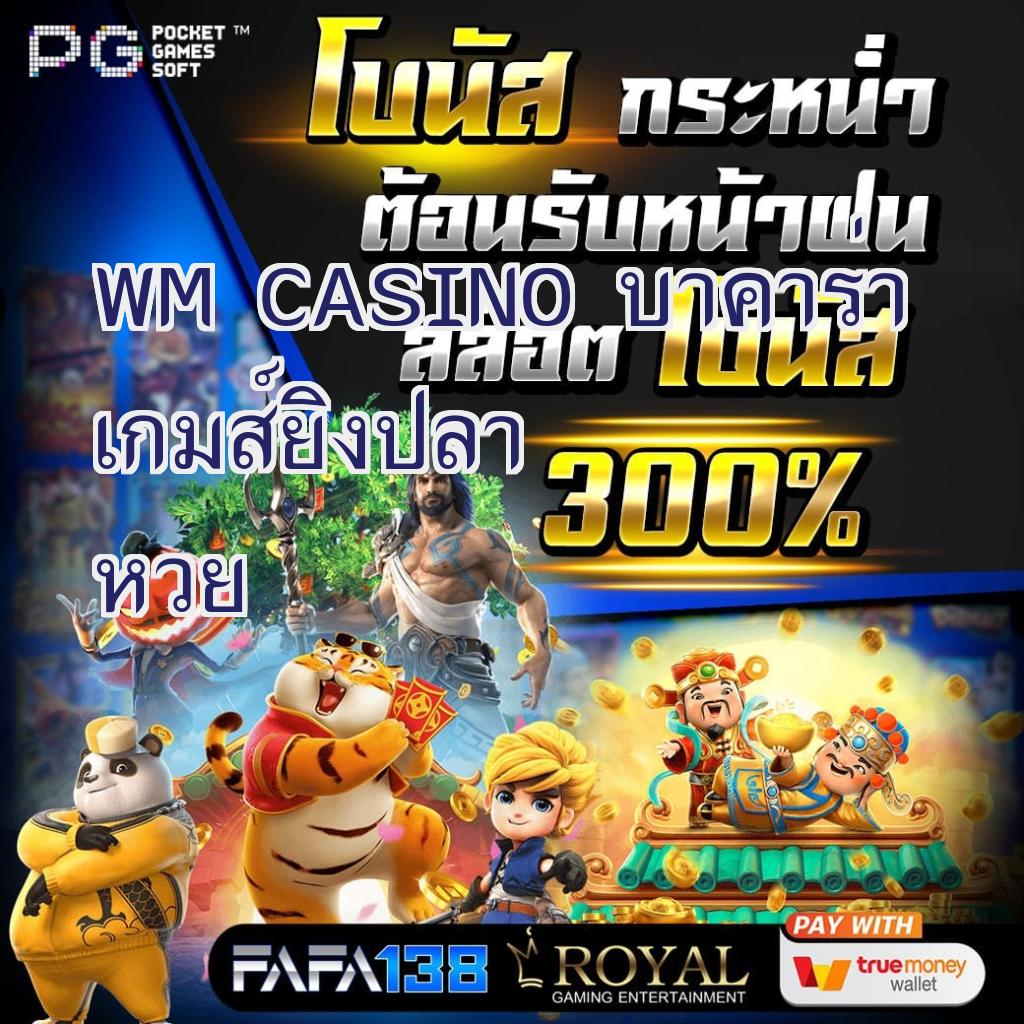 PG POCKET GAMES SOFT ™
โบนัส กระหน่ำ
ต้อนรับหน้าฝน
สล็อต โบนัส
300%
WM CASINO บาคาร่า
เกมส์ยิงปลา
หวย
FAFA138
ROYAL
GAMING ENTERTAINMENT
PAY WITH
truemoney
wallet